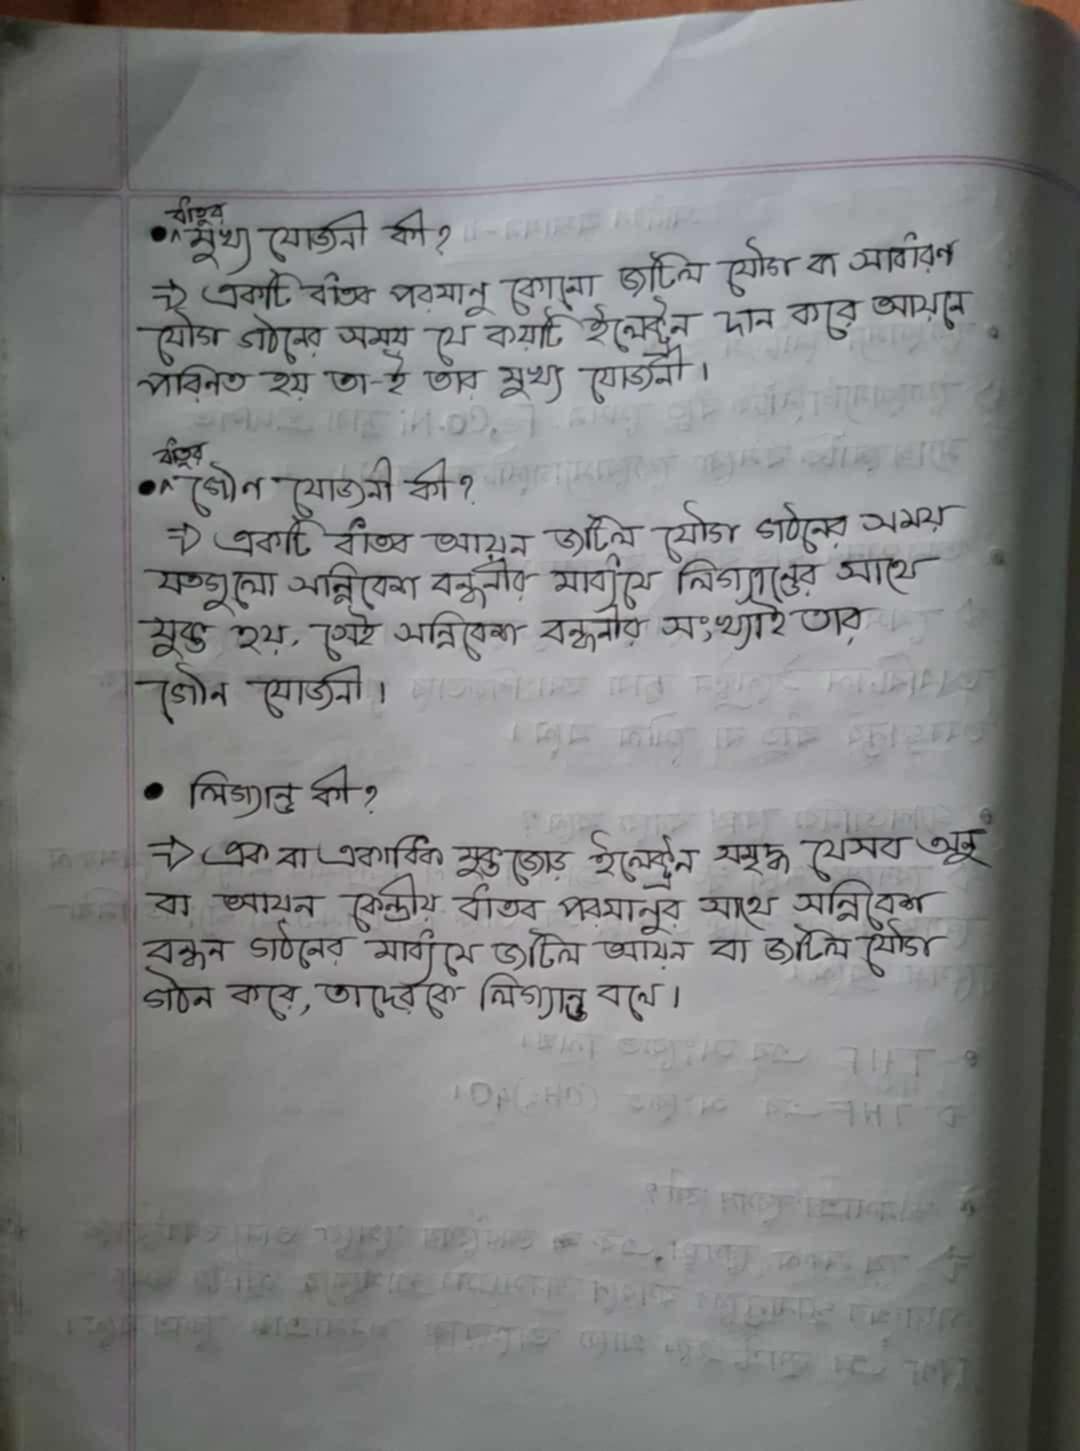 ধাতুর
• ^ মুখ্য যোজনী কী?
⇒ একটি ধাতব পরমানু কোনো জটিল যৌগ বা সাধারণ
যৌগ গঠনের সময় যে কয়টি ইলেকট্রন দান করে আয়নে
পরিনত হয় তা-ই তার মুখ্য যোজনী।
ধাতুর
• ^ গৌণ যোজনী কী?
⇒ একটি ধাতব আয়ন জটিল যৌগ গঠনের সময়
যতগুলো সন্নিবেশ বন্ধনীর মাধ্যমে লিগ্যান্ডের সাথে
যুক্ত হয়, সেই সন্নিবেশ বন্ধনীর সংখ্যাই তার
গৌন যোজনী।
• লিগ্যান্ড কী?
⇒ এক বা একাধিক মুক্তজোড় ইলেকট্রন সমৃদ্ধ যেসব অনু
বা আয়ন কেন্দ্রীয় ধাতব পরমানুর সাথে সন্নিবেশ
বন্ধন গঠনের মাধ্যমে জটিল আয়ন বা জটিল যৌগ
গঠন করে, তাদেরকে লিগ্যান্ড বলে।